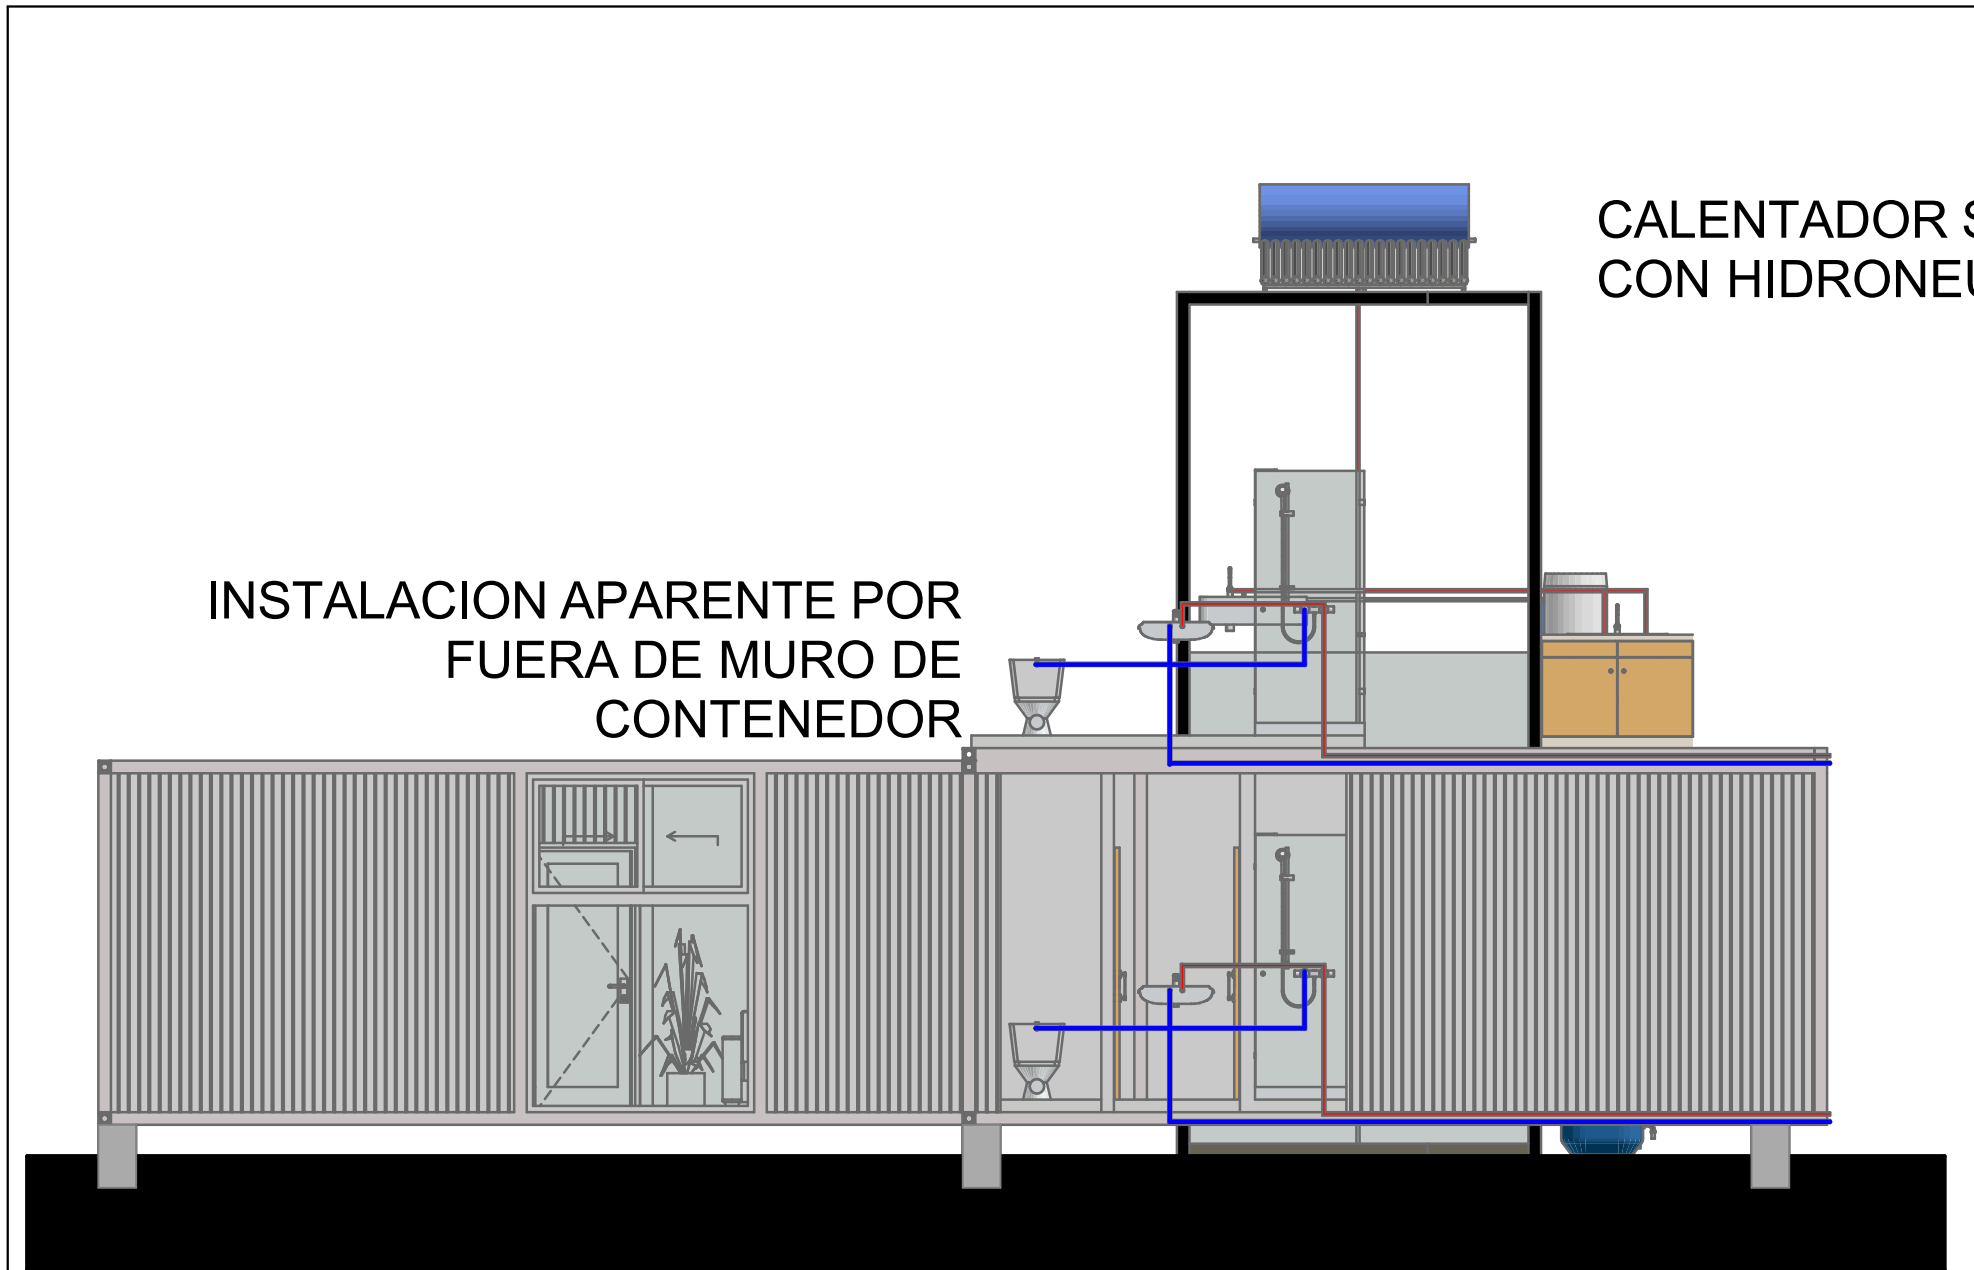 CALENTADOR
CON
INSTALACION APARENTE POR
FUERA DE MURO DE
CONTENEDOR